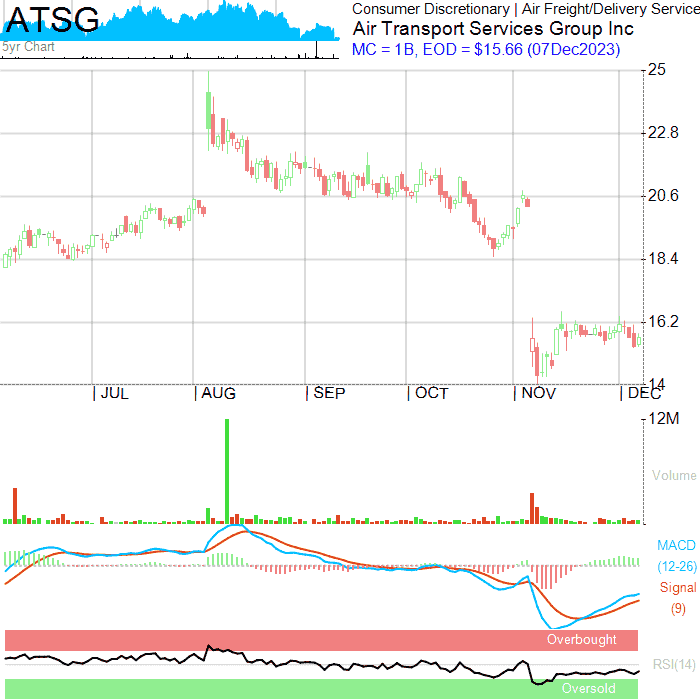 ATSG
5yr Chart
Consumer Discretionary | Air Freight/Delivery Service
Air Transport Services Group Inc
MC = 1B, EOD = $15.66 (07Dec2023)
25
22.8
20.6
18.4
16.2
14
| JUL | AUG | SEP | OCT | NOV | DEC
12M
Volume
MACD
(12-26)
Signal
(9)
Overbought
RSI(14)
Oversold